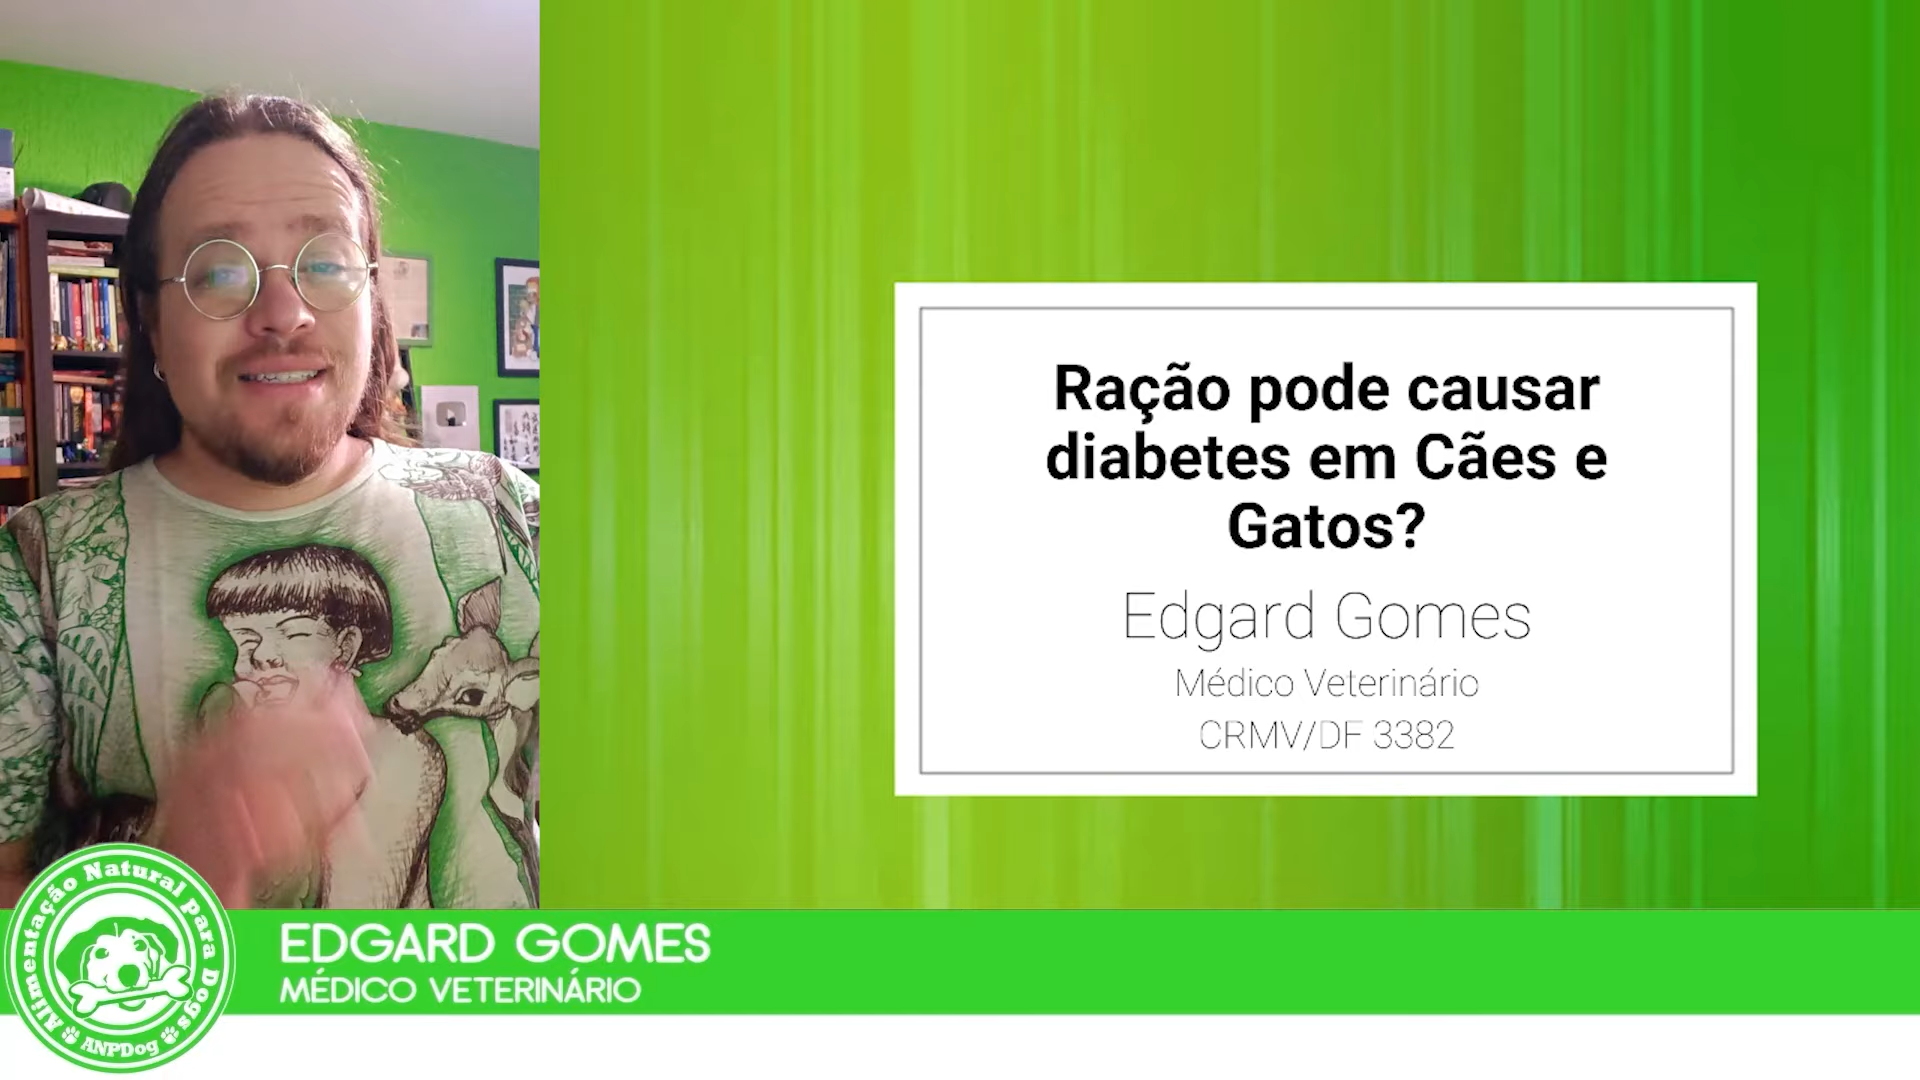 Ração pode causar
diabetes em Cães e
Gatos?
Edgard Gomes
Médico Veterinário
CRMV/DF 3382
EDGARD GOMES
MÉDICO VETERINÁRIO
Alimentação Natural para Dogs
ANPDog